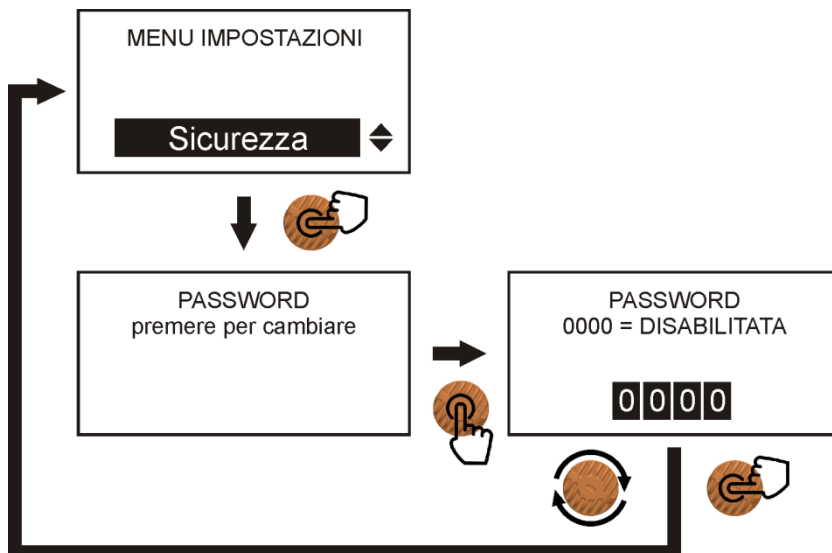 MENU IMPOSTAZIONI
Sicurezza
PASSWORD
premere per cambiare
PASSWORD
0000 = DISABILITATA
0000